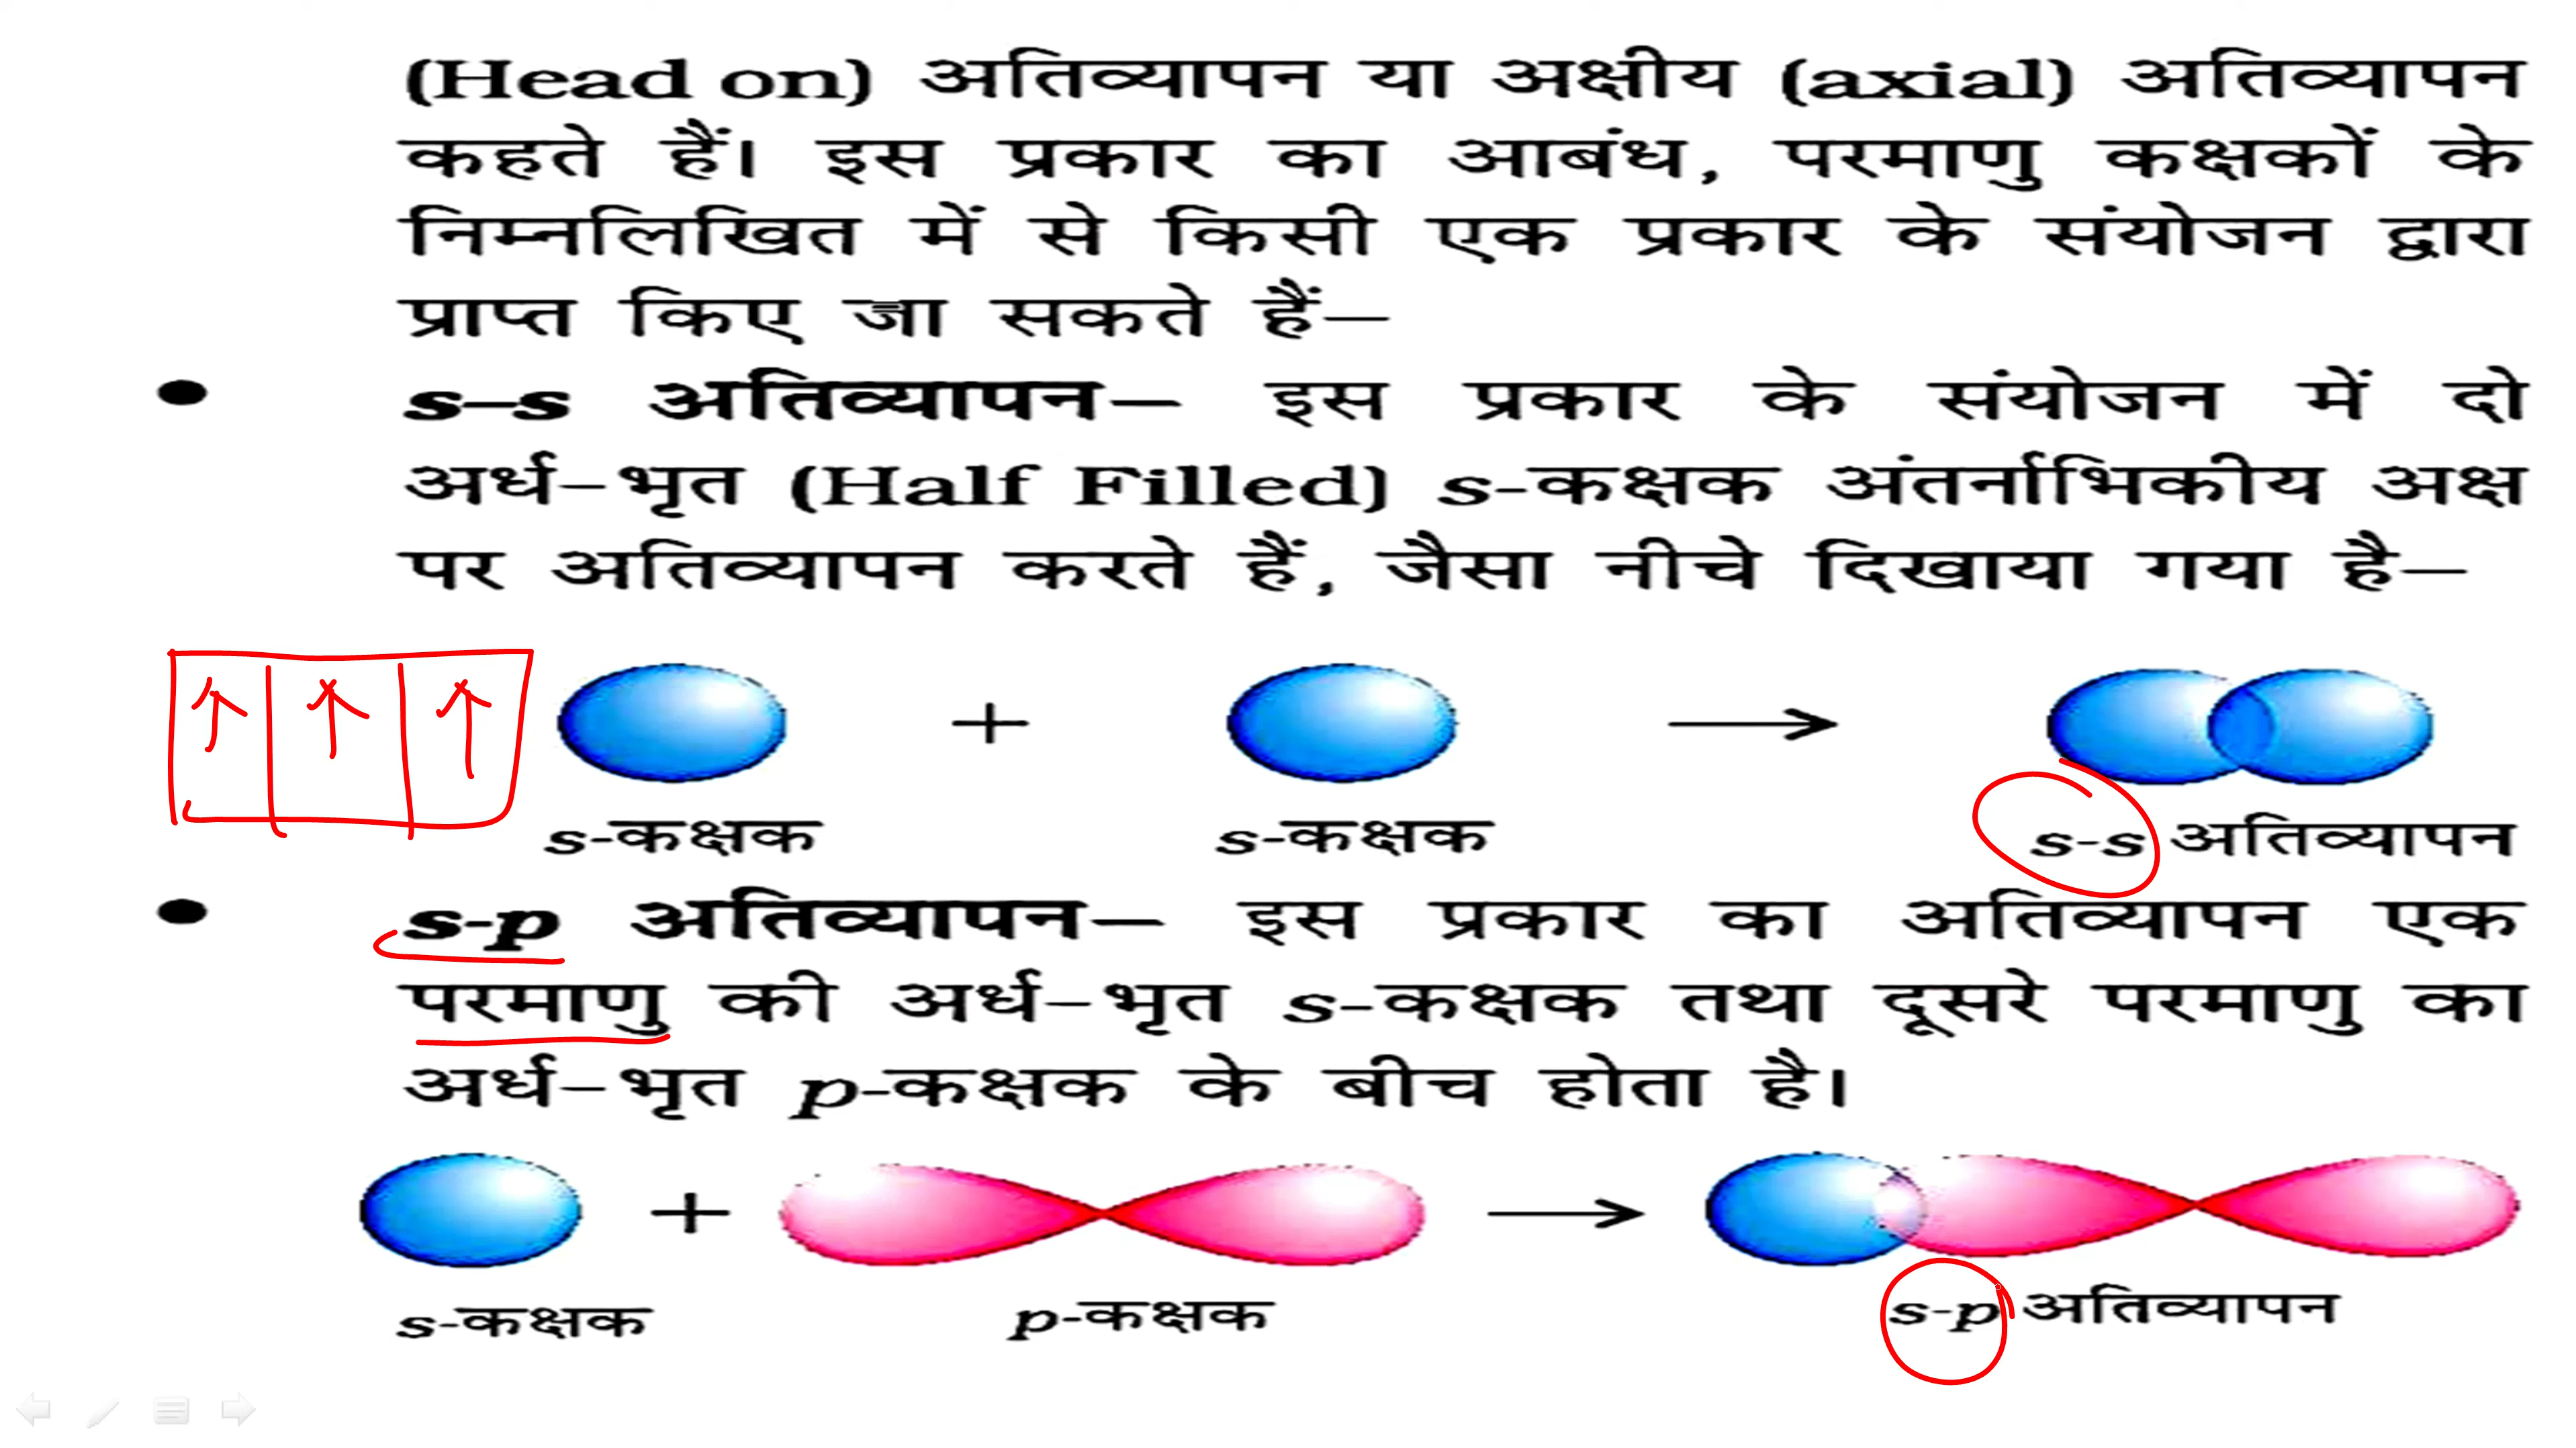 (Head on) अतिव्यापन या अक्षीय (axial) अतिव्यापन
कहते हैं। इस प्रकार का आबंध, परमाणु कक्षकों के
निम्नलिखित में से किसी एक प्रकार के संयोजन द्वारा
प्राप्त किए जा सकते हैं–
• s–s अतिव्यापन– इस प्रकार के संयोजन में दो
अर्ध-भृत (Half Filled) s-कक्षक अंतर्नाभिकीय अक्ष
पर अतिव्यापन करते हैं, जैसा नीचे दिखाया गया है–
+ →
s-कक्षक s-कक्षक s-s अतिव्यापन
• s-p अतिव्यापन– इस प्रकार का अतिव्यापन एक
परमाणु की अर्ध-भृत s-कक्षक तथा दूसरे परमाणु का
अर्ध-भृत p-कक्षक के बीच होता है।
+ →
s-कक्षक p-कक्षक s-p अतिव्यापन